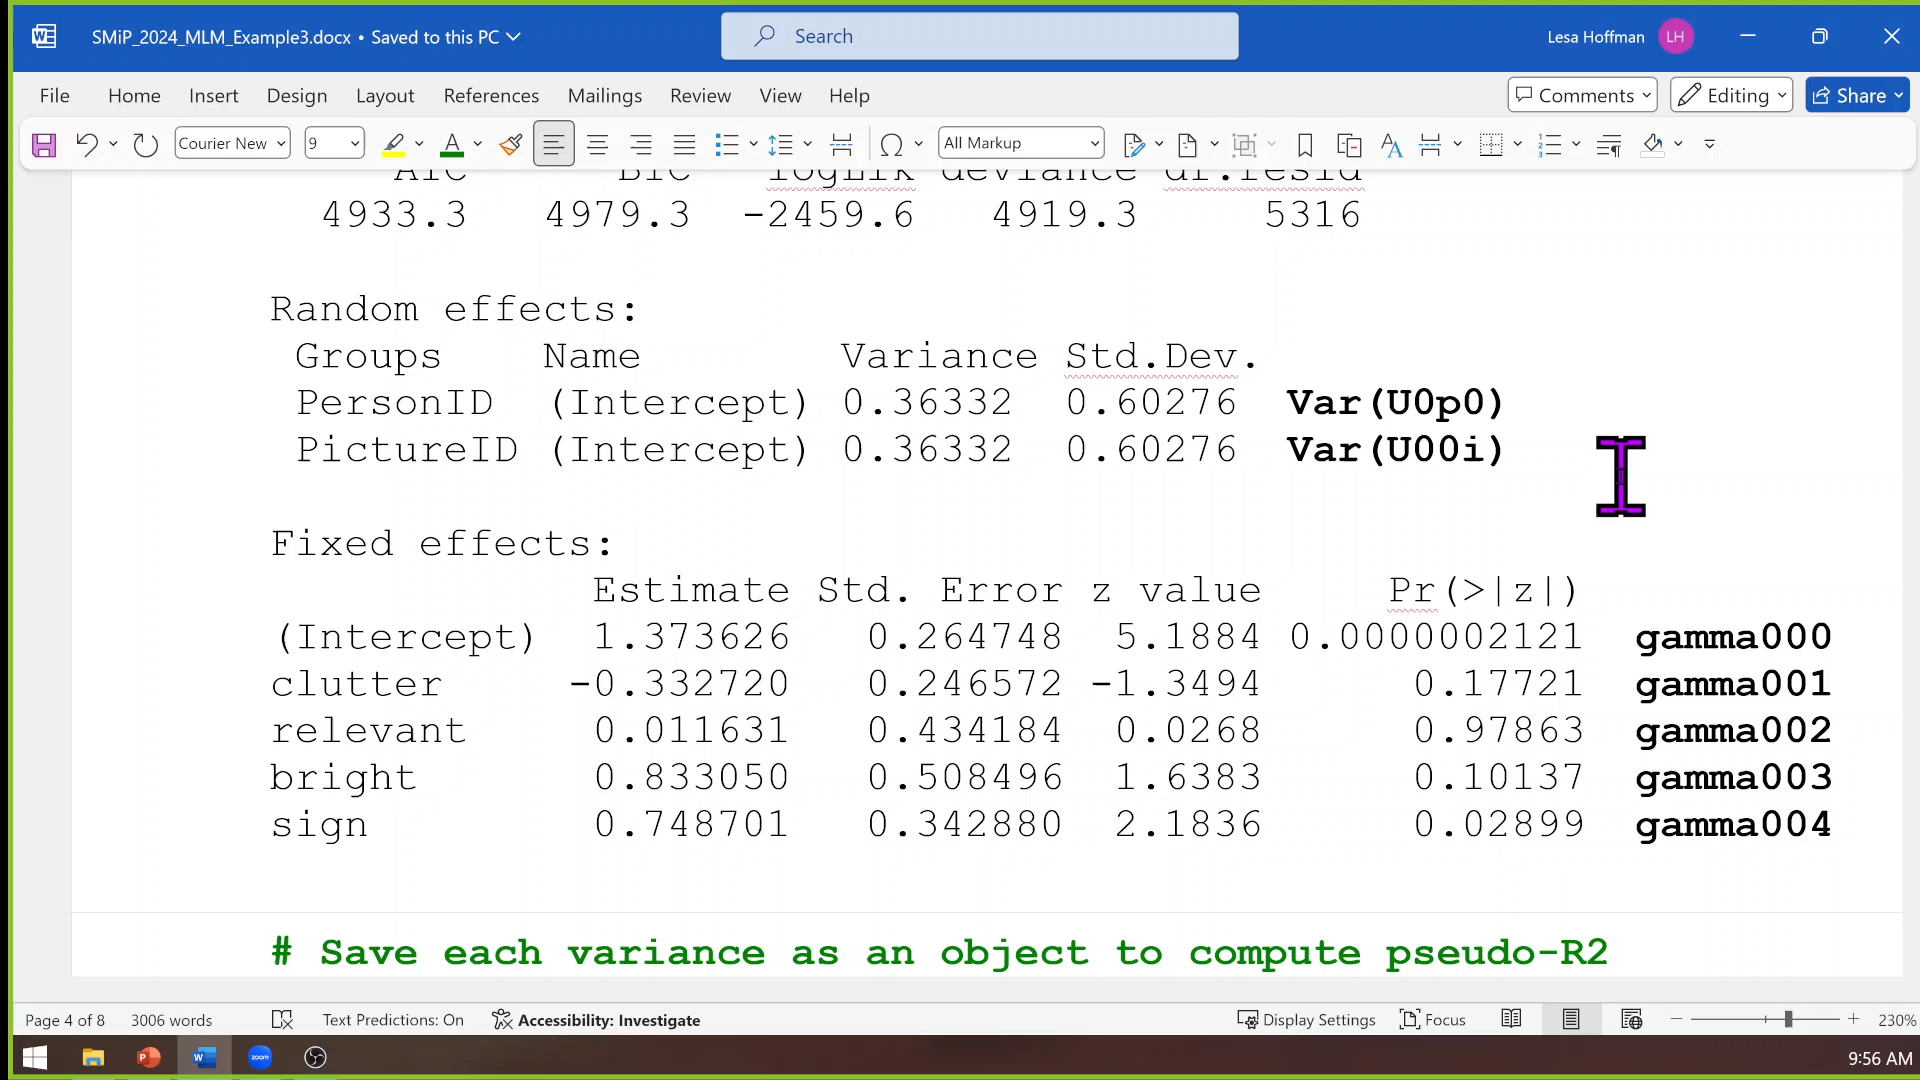 SMiP_2024_MLM_Example3.docx • Saved to this PC
Search
Lesa Hoffman
LH
File Home Insert Design Layout References Mailings Review View Help
Comments Editing Share
Courier New 9 All Markup
AIC BIC logLik deviance df.resid
4933.3 4979.3 -2459.6 4919.3 5316
Random effects:
Groups Name Variance Std.Dev.
PersonID (Intercept) 0.36332 0.60276 Var(U0p0)
PictureID (Intercept) 0.36332 0.60276 Var(U00i)
Fixed effects:
Estimate Std. Error z value Pr(>|z|)
(Intercept) 1.373626 0.264748 5.1884 0.0000002121 gamma000
clutter -0.332720 0.246572 -1.3494 0.17721 gamma001
relevant 0.011631 0.434184 0.0268 0.97863 gamma002
bright 0.833050 0.508496 1.6383 0.10137 gamma003
sign 0.748701 0.342880 2.1836 0.02899 gamma004
# Save each variance as an object to compute pseudo-R2
Page 4 of 8 3006 words Text Predictions: On Accessibility: Investigate Display Settings Focus 230%
zoom
9:56 AM